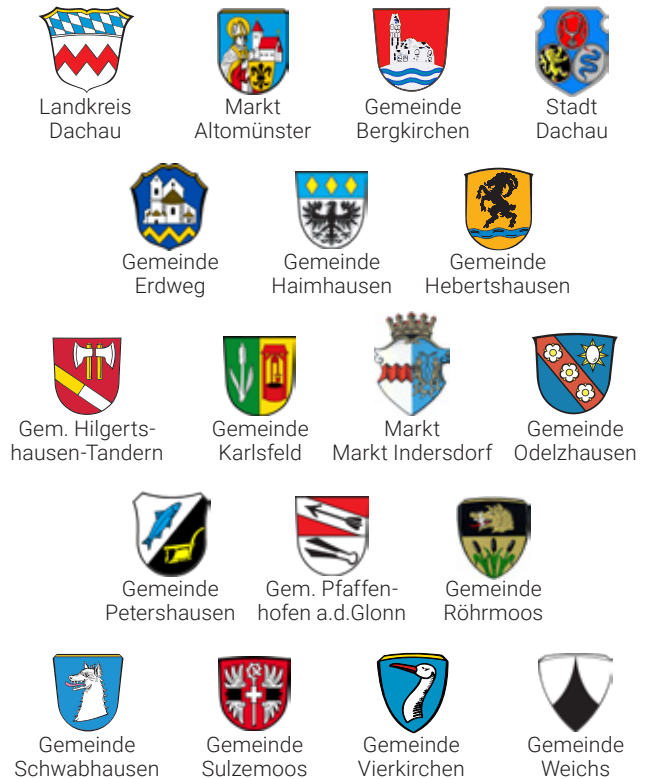 Landkreis
Dachau
Markt
Altomünster
Gemeinde
Bergkirchen
Stadt
Dachau
Gemeinde
Erdweg
Gemeinde
Haimhausen
Gemeinde
Hebertshausen
Gem. Hilgerts-
hausen-Tandern
Gemeinde
Karlsfeld
Markt
Markt Indersdorf
Gemeinde
Odelzhausen
Gemeinde
Petershausen
Gem. Pfaffen-
hofen a.d.Glonn
Gemeinde
Röhrmoos
Gemeinde
Schwabhausen
Gemeinde
Sulzemoos
Gemeinde
Vierkirchen
Gemeinde
Weichs